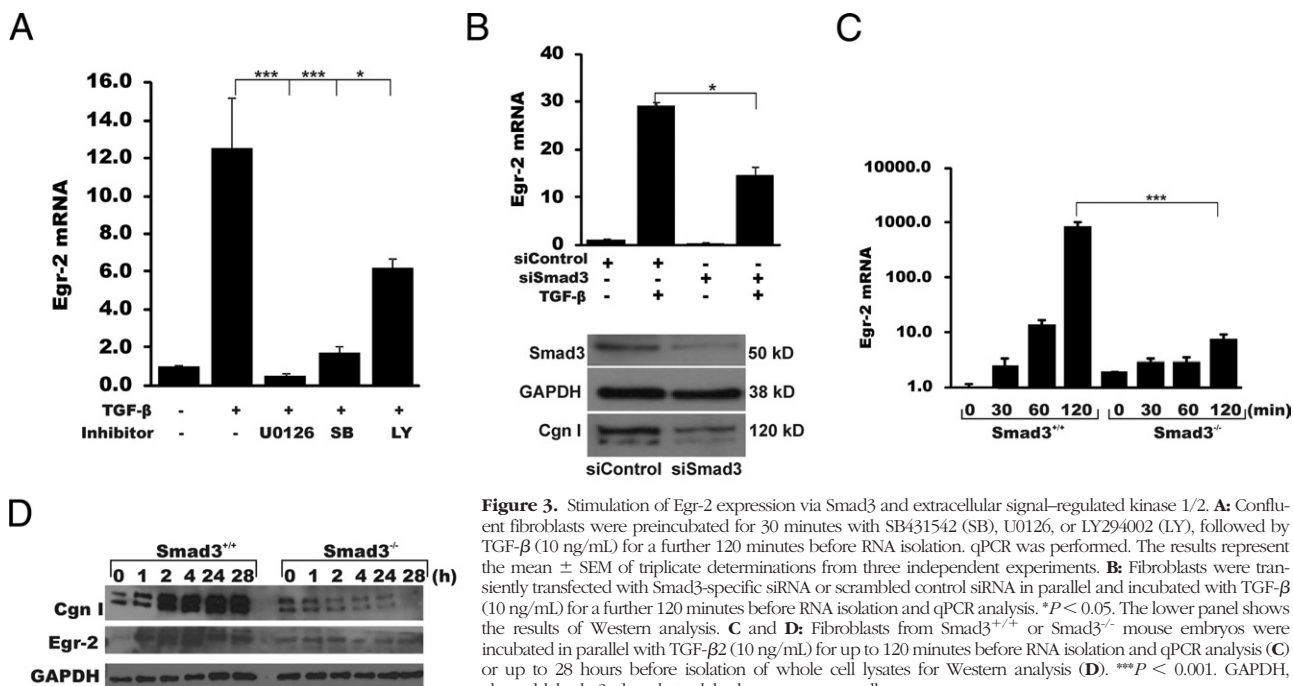 A
16.0
14.0
12.0
10.0
8.0
6.0
4.0
2.0
0.0
Egr-2 mRNA
*** *** *
TGF-β - + + + +
Inhibitor - - U0126 SB LY
B
40
30
20
10
0
Egr-2 mRNA
*
siControl + + - -
siSmad3 - - + +
TGF-β - + - +
Smad3 50 kD
GAPDH 38 kD
Cgn I 120 kD
siControl siSmad3
C
10000.0
1000.0
100.0
10.0
1.0
Egr-2 mRNA
***
0 30 60 120 0 30 60 120 (min)
Smad3+/+ Smad3-/-
D
Smad3+/+ Smad3-/-
0 1 2 4 24 28 0 1 2 4 24 28 (h)
Cgn I
Egr-2
GAPDH
Figure 3. Stimulation of Egr-2 expression via Smad3 and extracellular signal–regulated kinase 1/2. A: Conflu-
ent fibroblasts were preincubated for 30 minutes with SB431542 (SB), U0126, or LY294002 (LY), followed by
TGF-β (10 ng/mL) for a further 120 minutes before RNA isolation. qPCR was performed. The results represent
the mean ± SEM of triplicate determinations from three independent experiments. B: Fibroblasts were tran-
siently transfected with Smad3-specific siRNA or scrambled control siRNA in parallel and incubated with TGF-β
(10 ng/mL) for a further 120 minutes before RNA isolation and qPCR analysis. *P < 0.05. The lower panel shows
the results of Western analysis. C and D: Fibroblasts from Smad3+/+ or Smad3-/- mouse embryos were
incubated in parallel with TGF-β2 (10 ng/mL) for up to 120 minutes before RNA isolation and qPCR analysis (C)
or up to 28 hours before isolation of whole cell lysates for Western analysis (D). ***P < 0.001. GAPDH,